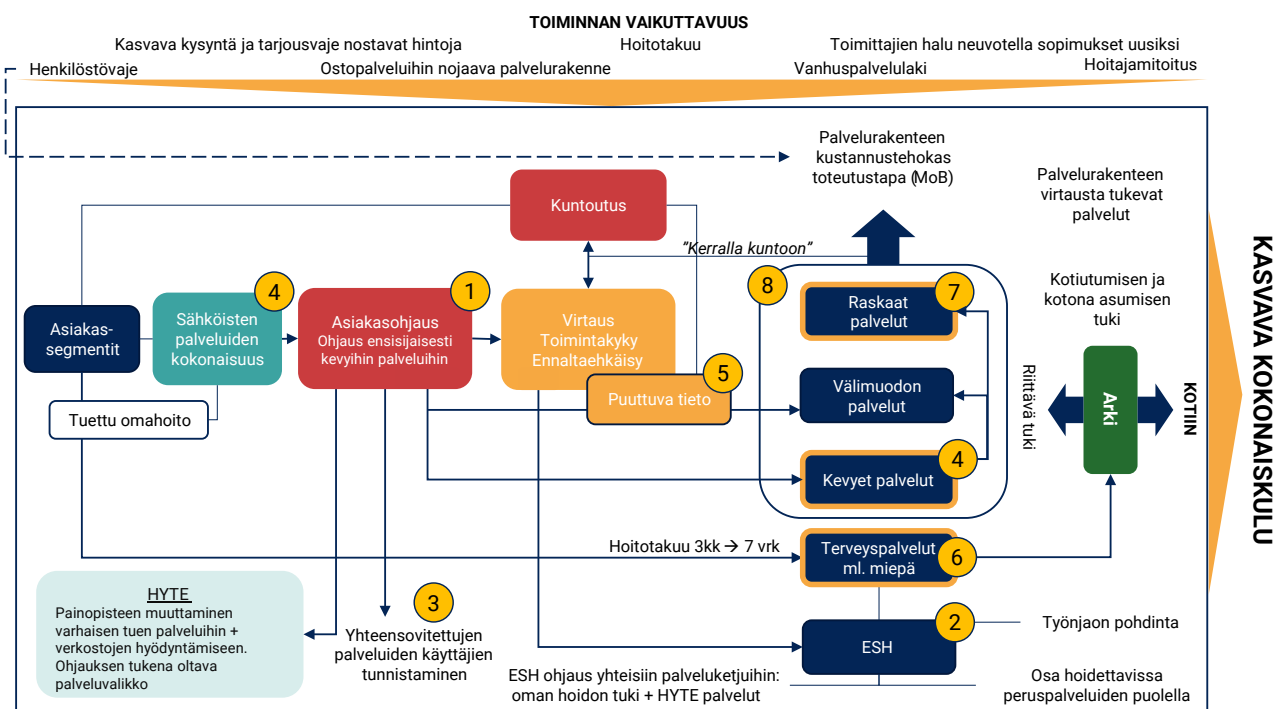 TOIMINNAN VAIKUTTAVUUS
Kasvava kysyntä ja tarjousvaje nostavat hintoja
Hoitotakuu
Toimittajien halu neuvotella sopimukset uusiksi
Henkilöstövaje
Ostopalveluihin nojaava palvelurakenne
Vanhuspalvelulaki
Hoitajamitoitus
Palvelurakenteen
kustannustehokas
toteutustapa (MoB)
Palvelurakenteen
virtausta tukevat
palvelut
Kuntoutus
"Kerralla kuntoon"
Kotiutumisen ja
kotona asumisen
tuki
Asiakas-
segmentit
4
Sähköisten
palveluiden
kokonaisuus
1
Asiakasohjaus
Ohjaus ensisijaisesti
kevyihin palveluihin
Virtaus
Toimintakyky
Ennaltaehkäisy
5
Puuttuva tieto
8
7
Raskaat
palvelut
Välimuodon
palvelut
4
Kevyet palvelut
Riittävä tuki
Arki
KOTIIN
KASVAVA KOKONAISKULU
Tuettu omahoito
Hoitotakuu 3kk → 7 vrk
Terveyspalvelut
ml. miepä
6
HYTE
Painopisteen muuttaminen
varhaisen tuen palveluihin +
verkostojen hyödyntämiseen.
Ohjauksen tukena oltava
palveluvalikko
3
Yhteensovitettujen
palveluiden käyttäjien
tunnistaminen
2
ESH
Työnjaon pohdinta
ESH ohjaus yhteisiin palveluketjuihin:
oman hoidon tuki + HYTE palvelut
Osa hoidettavissa
peruspalveluiden puolella